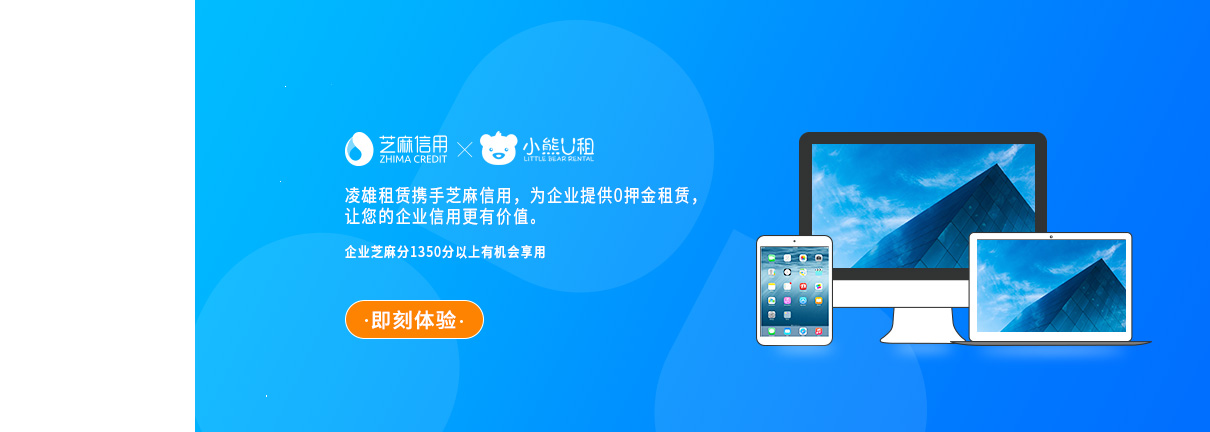 芝麻信用
ZHIMA CREDIT
小熊U租
LITTLE BEAR RENTAL
凌雄租赁携手芝麻信用，为企业提供0押金租赁，
让您的企业信用更有价值。
企业芝麻分1350分以上有机会享用
·即刻体验·